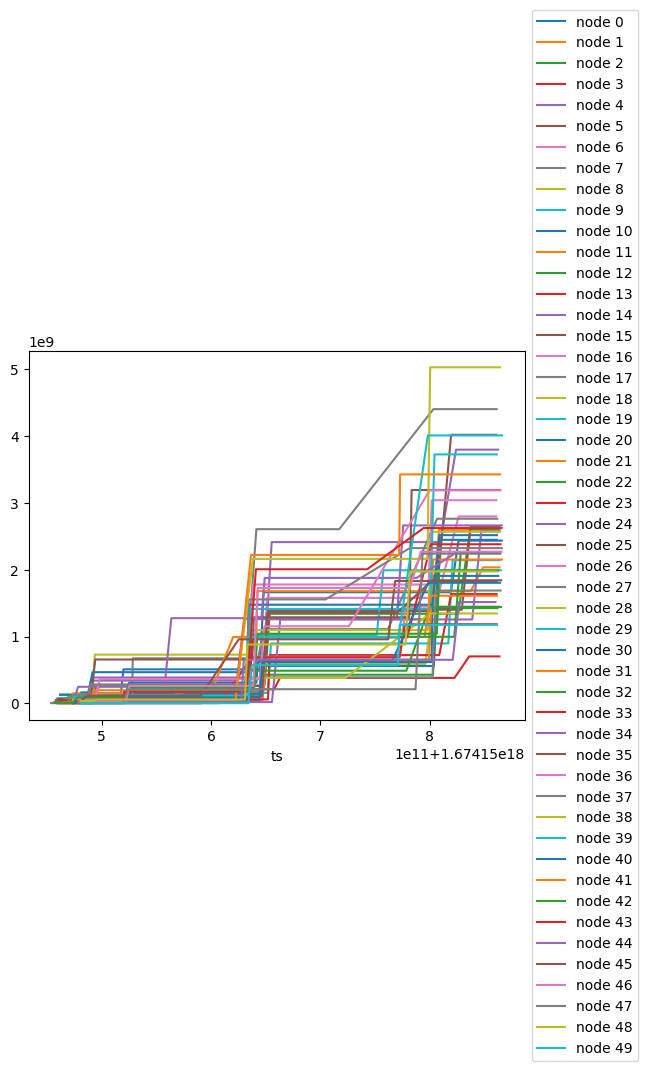 1e9
5
4
3
2
1
0
5 6 7 8
1e11+1.67415e18
ts
node 0
node 1
node 2
node 3
node 4
node 5
node 6
node 7
node 8
node 9
node 10
node 11
node 12
node 13
node 14
node 15
node 16
node 17
node 18
node 19
node 20
node 21
node 22
node 23
node 24
node 25
node 26
node 27
node 28
node 29
node 30
node 31
node 32
node 33
node 34
node 35
node 36
node 37
node 38
node 39
node 40
node 41
node 42
node 43
node 44
node 45
node 46
node 47
node 48
node 49